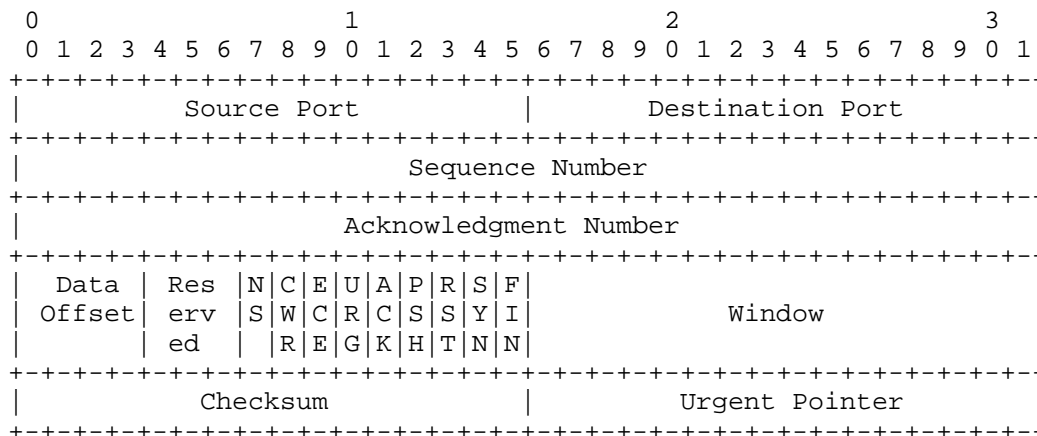 0                   1                   2                   3
0 1 2 3 4 5 6 7 8 9 0 1 2 3 4 5 6 7 8 9 0 1 2 3 4 5 6 7 8 9 0 1
+-+-+-+-+-+-+-+-+-+-+-+-+-+-+-+-+-+-+-+-+-+-+-+-+-+-+-+-+-+-+-+-
| Source Port | Destination Port
+-+-+-+-+-+-+-+-+-+-+-+-+-+-+-+-+-+-+-+-+-+-+-+-+-+-+-+-+-+-+-+-
| Sequence Number
+-+-+-+-+-+-+-+-+-+-+-+-+-+-+-+-+-+-+-+-+-+-+-+-+-+-+-+-+-+-+-+-
| Acknowledgment Number
+-+-+-+-+-+-+-+-+-+-+-+-+-+-+-+-+-+-+-+-+-+-+-+-+-+-+-+-+-+-+-+-
| Data | Res |N|C|E|U|A|P|R|S|F|
| Offset| erv |S|W|C|R|C|S|S|Y|I| Window
| | ed | |R|E|G|K|H|T|N|N|
+-+-+-+-+-+-+-+-+-+-+-+-+-+-+-+-+-+-+-+-+-+-+-+-+-+-+-+-+-+-+-+-
| Checksum | Urgent Pointer
+-+-+-+-+-+-+-+-+-+-+-+-+-+-+-+-+-+-+-+-+-+-+-+-+-+-+-+-+-+-+-+-